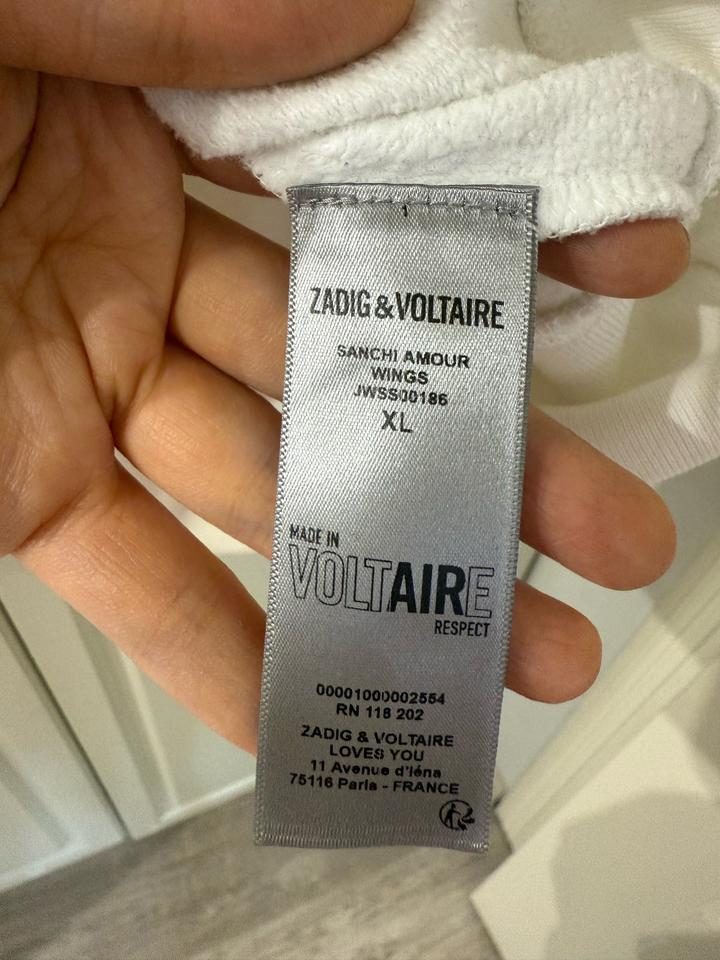 ZADIG & VOLTAIRE
SANCHI AMOUR
WINGS
JWSS00186
XL
MADE IN
VOLTAIRE
RESPECT
00001000002554
RN 118 202
ZADIG & VOLTAIRE
LOVES YOU
11 Avenue d'Iéna
75116 Paris - FRANCE